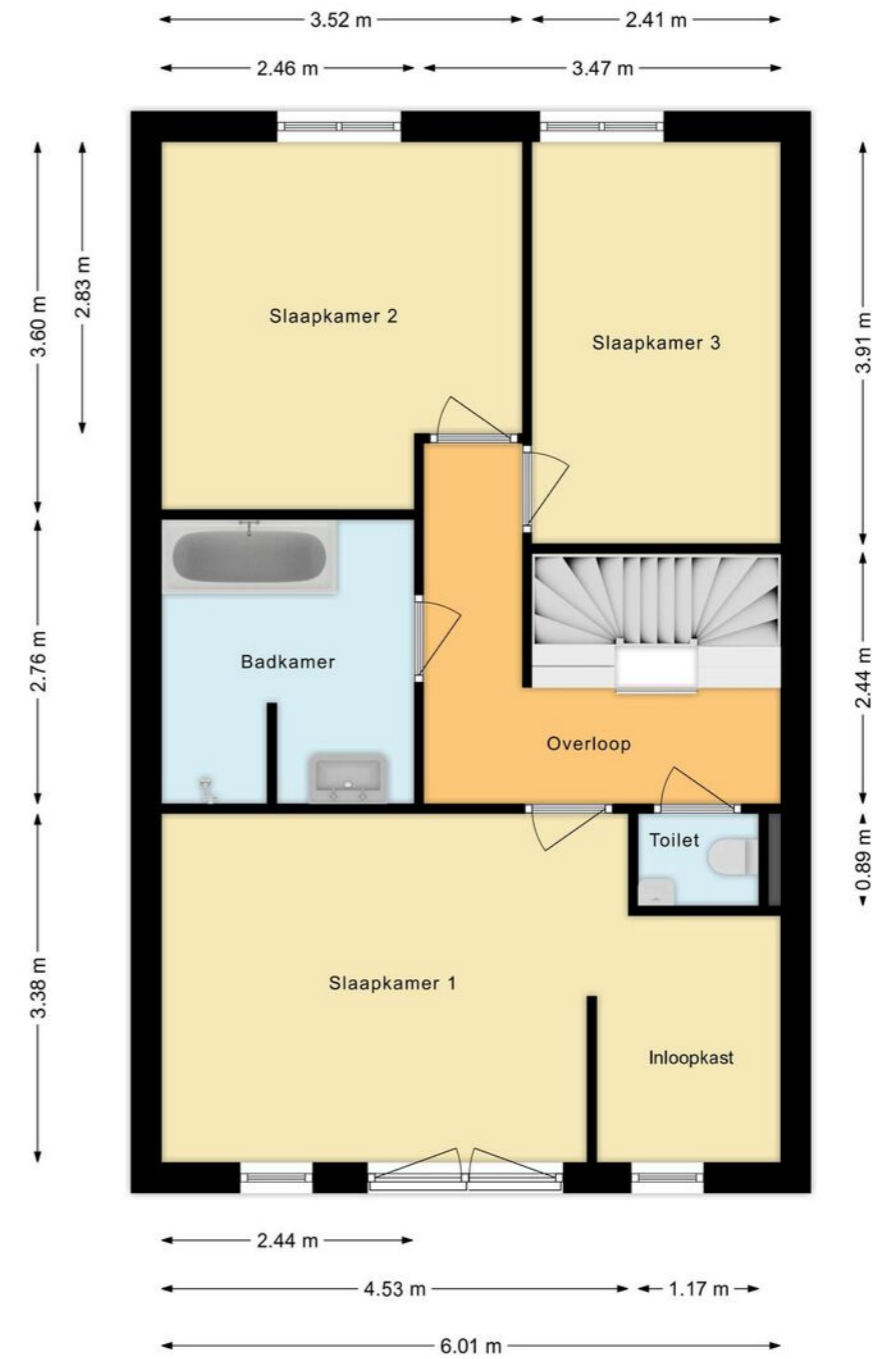 3.52 m
2.41 m
2.46 m
3.47 m
3.60 m
2.83 m
3.91 m
Slaapkamer 2
Slaapkamer 3
2.76 m
Badkamer
2.44 m
Overloop
Toilet
0.89 m
3.38 m
Slaapkamer 1
Inloopkast
2.44 m
4.53 m
1.17 m
6.01 m